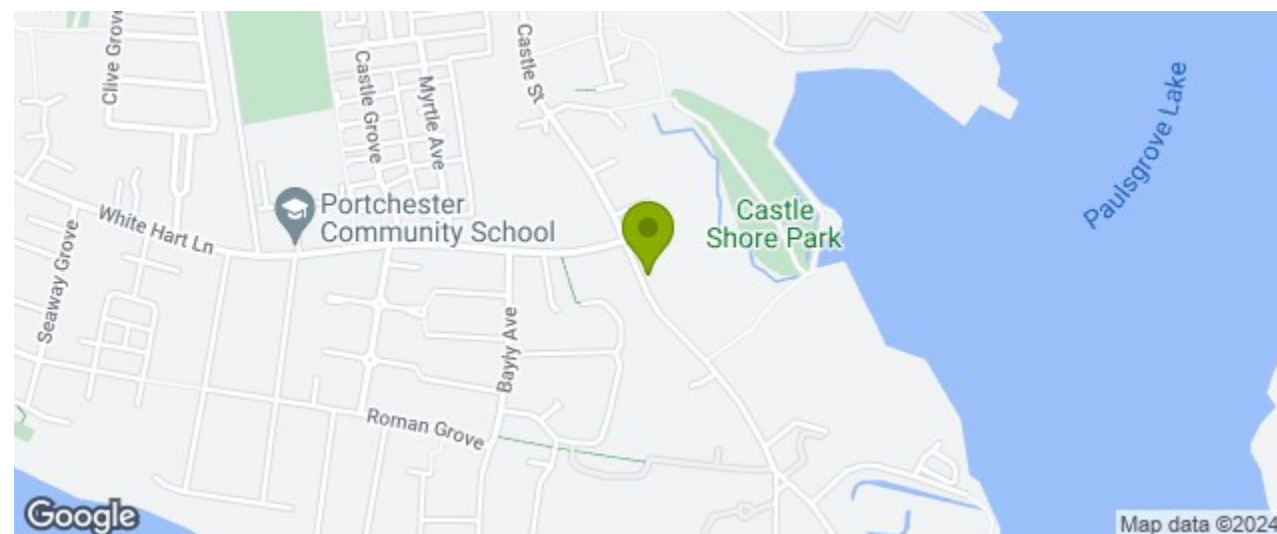 Clive Grove
Castle Grove
Myrtle Ave
Castle St
Paulsgrove Lake
Portchester
Community School
Castle
Shore Park
White Hart Ln
Seaway Grove
Bayly Ave
Roman Grove
Google
Map data ©2024